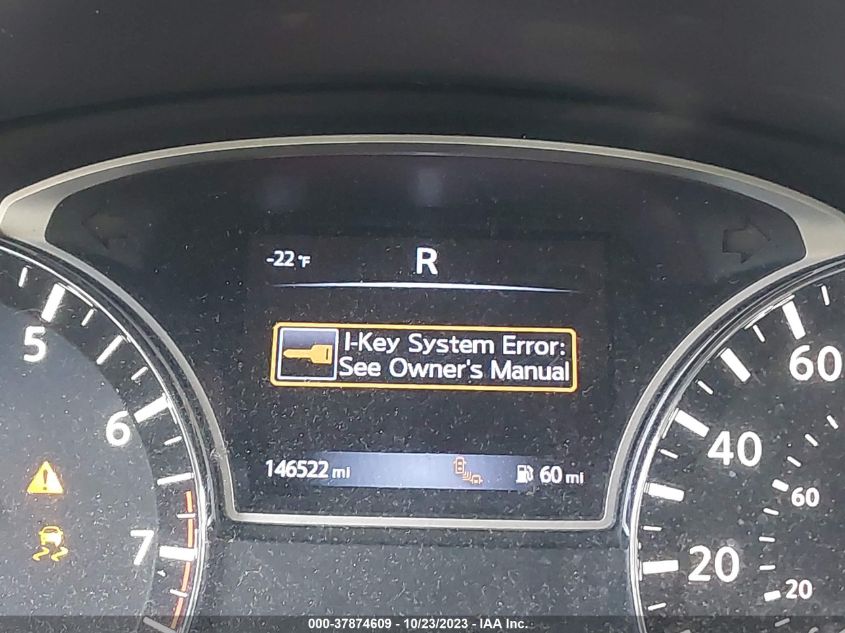 -22 °F R
I-Key System Error:
See Owner's Manual
146522 mi 60 mi
5
6
7
60
40
20
60
20
000-37874609 - 10/23/2023 - IAA Inc.